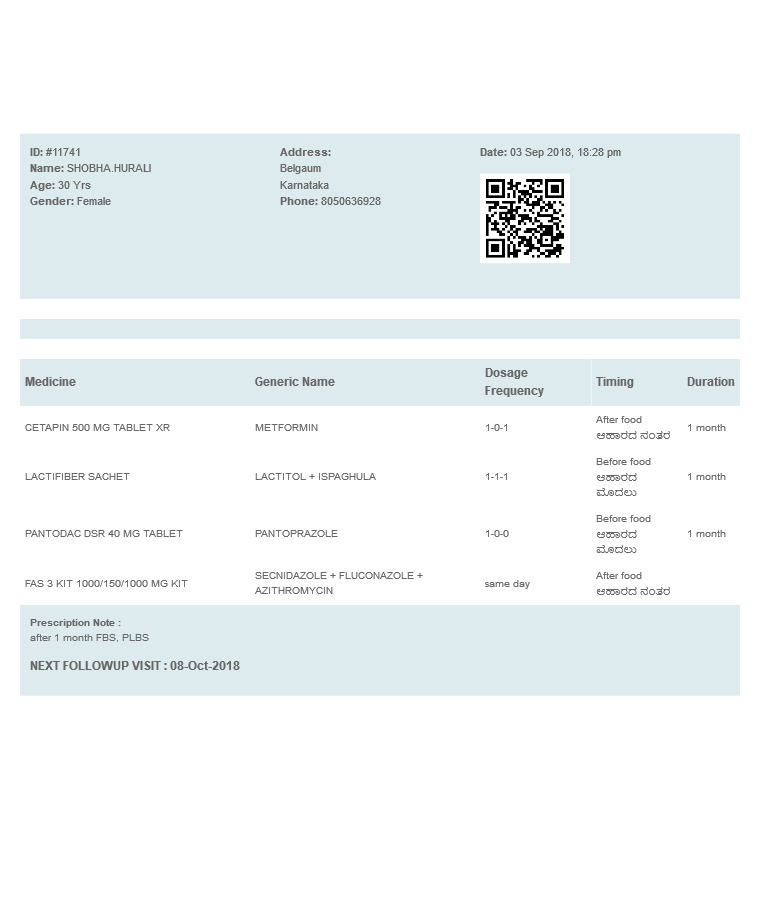 ID: #11741
Name: SHOBHA.HURALI
Age: 30 Yrs
Gender: Female
Address:
Belgaum
Karnataka
Phone: 8050636928
Date: 03 Sep 2018, 18:28 pm
Medicine Generic Name Dosage Frequency Timing Duration
CETAPIN 500 MG TABLET XR METFORMIN 1-0-1 After food ಆಹಾರದ ನಂತರ 1 month
LACTIFIBER SACHET LACTITOL + ISPAGHULA 1-1-1 Before food ಆಹಾರದ ಮೊದಲು 1 month
PANTODAC DSR 40 MG TABLET PANTOPRAZOLE 1-0-0 Before food ಆಹಾರದ ಮೊದಲು 1 month
FAS 3 KIT 1000/150/1000 MG KIT SECNIDAZOLE + FLUCONAZOLE + AZITHROMYCIN same day After food ಆಹಾರದ ನಂತರ
Prescription Note :
after 1 month FBS, PLBS
NEXT FOLLOWUP VISIT : 08-Oct-2018